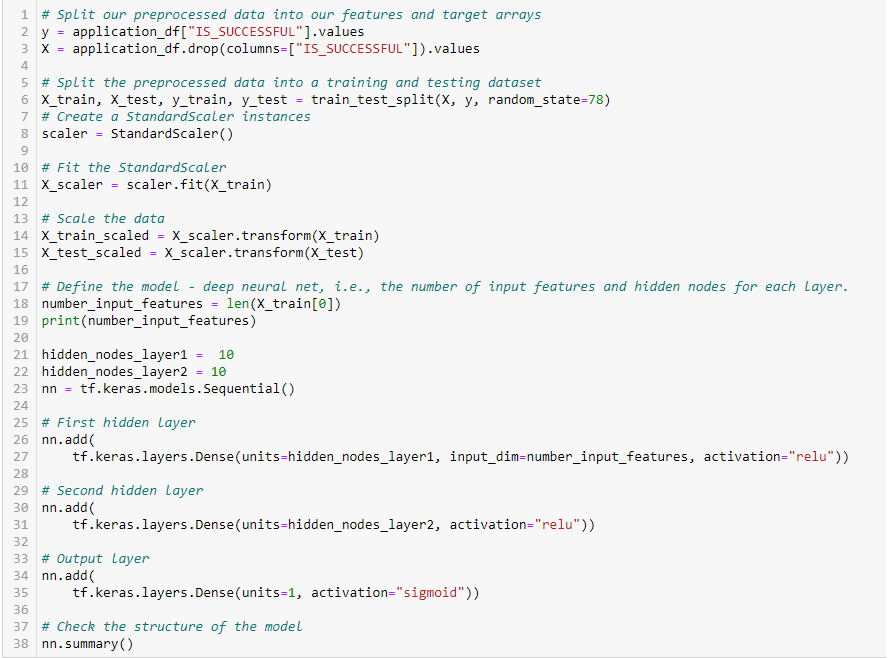 1 # Split our preprocessed data into our features and target arrays
2 y = application_df["IS_SUCCESSFUL"].values
3 X = application_df.drop(columns=["IS_SUCCESSFUL"]).values
4
5 # Split the preprocessed data into a training and testing dataset
6 X_train, X_test, y_train, y_test = train_test_split(X, y, random_state=78)
7 # Create a StandardScaler instances
8 scaler = StandardScaler()
9
10 # Fit the StandardScaler
11 X_scaler = scaler.fit(X_train)
12
13 # Scale the data
14 X_train_scaled = X_scaler.transform(X_train)
15 X_test_scaled = X_scaler.transform(X_test)
16
17 # Define the model - deep neural net, i.e., the number of input features and hidden nodes for each layer.
18 number_input_features = len(X_train[0])
19 print(number_input_features)
20
21 hidden_nodes_layer1 =  10
22 hidden_nodes_layer2 = 10
23 nn = tf.keras.models.Sequential()
24
25 # First hidden layer
26 nn.add(
27     tf.keras.layers.Dense(units=hidden_nodes_layer1, input_dim=number_input_features, activation="relu"))
28
29 # Second hidden layer
30 nn.add(
31     tf.keras.layers.Dense(units=hidden_nodes_layer2, activation="relu"))
32
33 # Output layer
34 nn.add(
35     tf.keras.layers.Dense(units=1, activation="sigmoid"))
36
37 # Check the structure of the model
38 nn.summary()